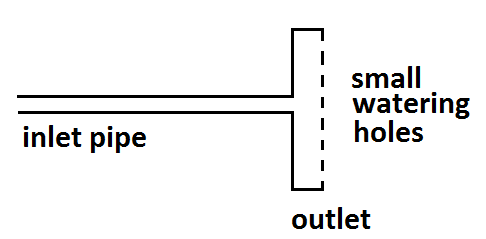 small
watering
holes
inlet pipe
outlet